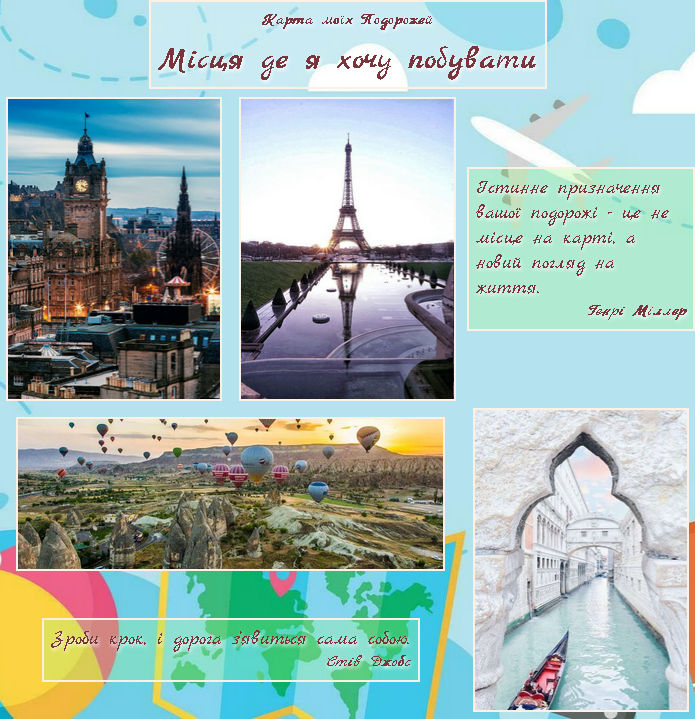 Карта моїх Подорожей
Місця де я хочу побувати
Істинне призначення
вашої подорожі - це не
місце на карті, а
новий погляд на
життя.
Генрі Міллер
Зроби крок, і дорога з'явиться сама собою.
Стів Джобс